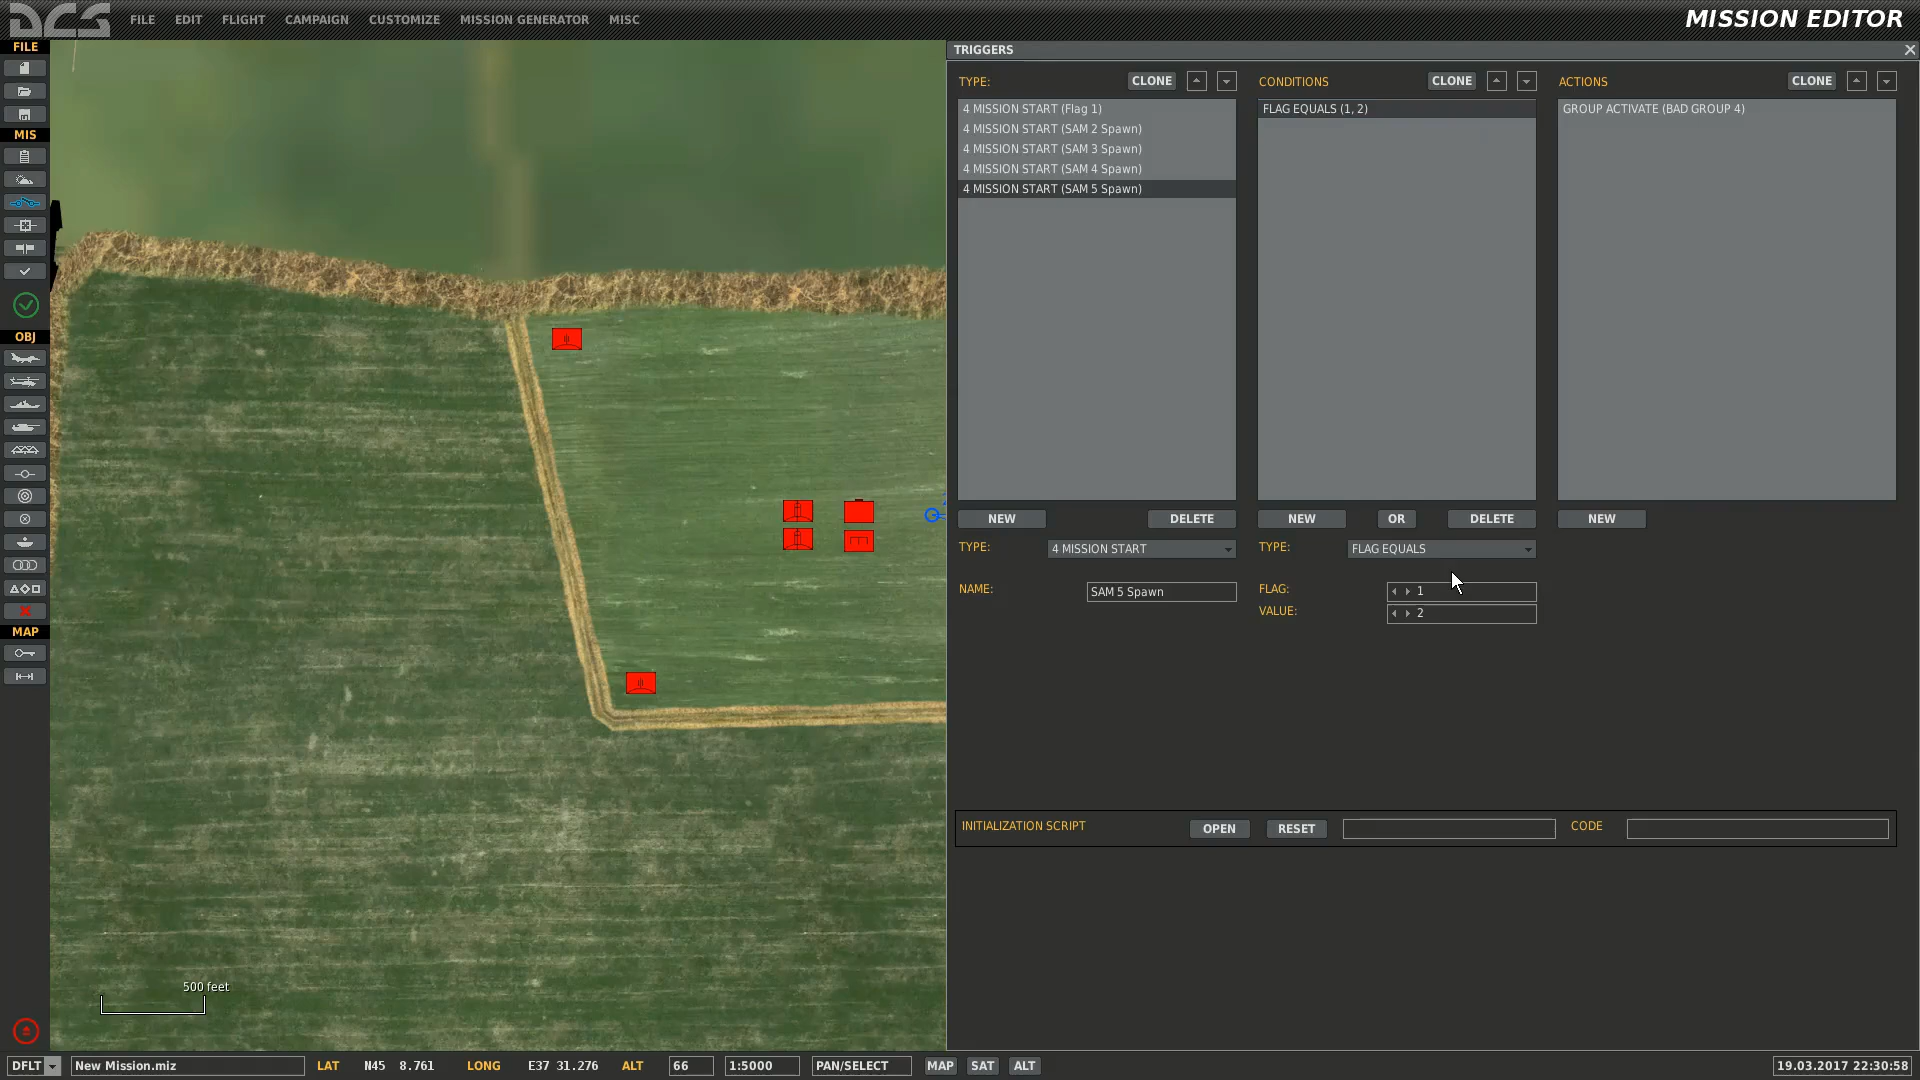 DCS FILE EDIT FLIGHT CAMPAIGN CUSTOMIZE MISSION GENERATOR MISC MISSION EDITOR
FILE
MIS
OBJ
MAP
TRIGGERS
TYPE: CLONE
4 MISSION START (Flag 1)
4 MISSION START (SAM 2 Spawn)
4 MISSION START (SAM 3 Spawn)
4 MISSION START (SAM 4 Spawn)
4 MISSION START (SAM 5 Spawn)
NEW DELETE
TYPE: 4 MISSION START
NAME: SAM 5 Spawn
CONDITIONS CLONE
FLAG EQUALS (1, 2)
NEW OR DELETE
TYPE: FLAG EQUALS
FLAG: 1
VALUE: 2
ACTIONS CLONE
GROUP ACTIVATE (BAD GROUP 4)
NEW
INITIALIZATION SCRIPT OPEN RESET CODE
500 feet
DFLT New Mission.miz LAT N45 8.761 LONG E37 31.276 ALT 66 1:5000 PAN/SELECT MAP SAT ALT 19.03.2017 22:30:58